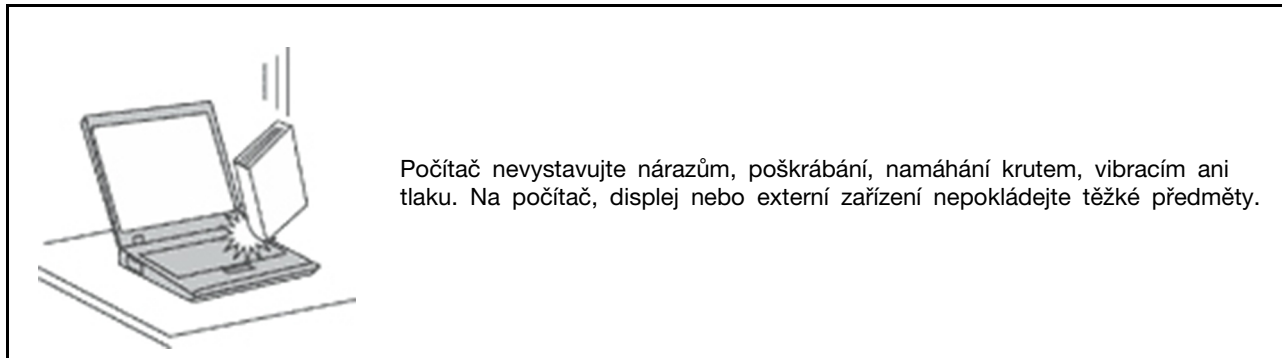 Počítač nevystavujte nárazům, poškrábání, namáhání krutem, vibracím ani
tlaku. Na počítač, displej nebo externí zařízení nepokládejte těžké předměty.